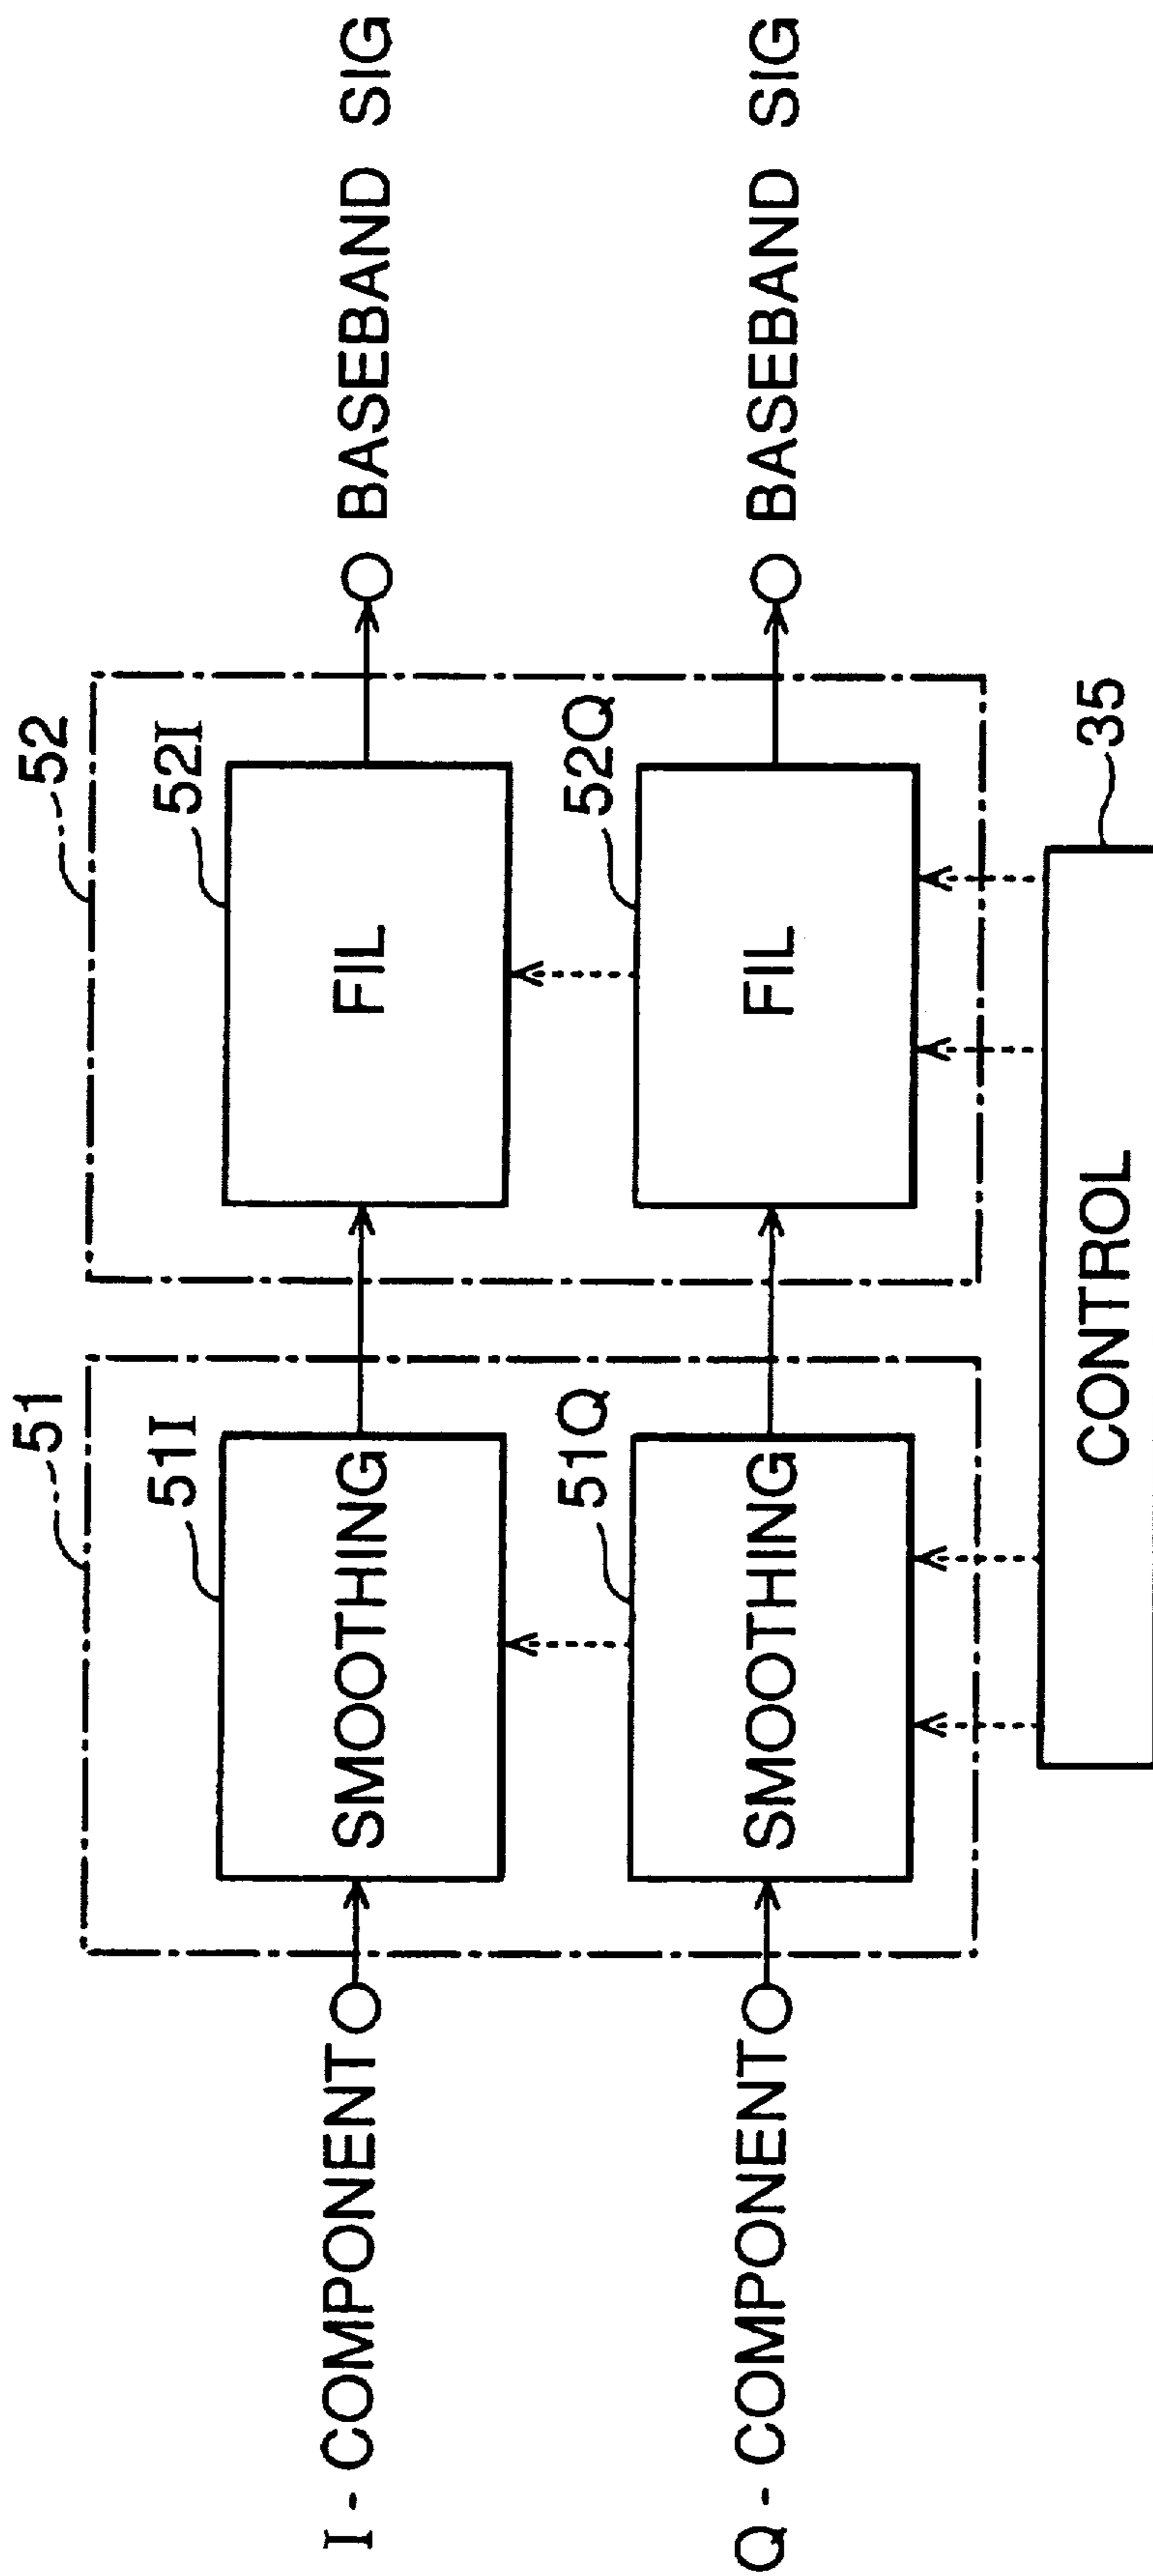 51
52
51I
52I
I - COMPONENT
SMOOTHING
FIL
BASEBAND SIG
51Q
52Q
Q - COMPONENT
SMOOTHING
FIL
BASEBAND SIG
CONTROL
35